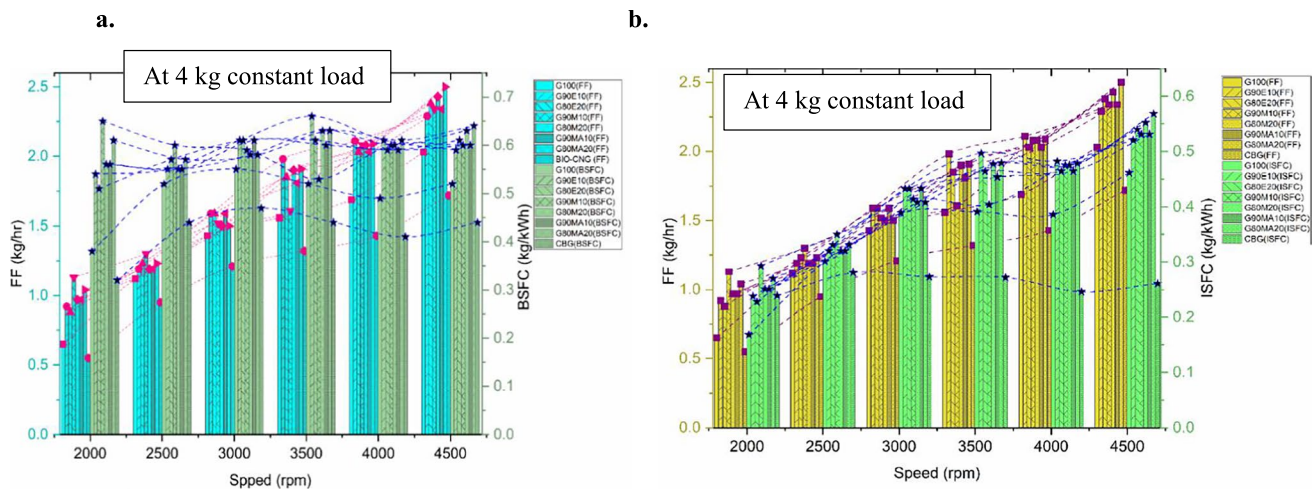 a.
At 4 kg constant load
FF (kg/hr)
2.5
2.0
1.5
1.0
0.5
0.0
2000 2500 3000 3500 4000 4500
Spped (rpm)
0.7
0.6
0.5
0.4
0.3
0.2
0.1
0.0
BSFC (kg/kWh)
G100(FF)
G90E10(FF)
G80E20(FF)
G90M10(FF)
G80M20(FF)
G90MA10(FF)
G80MA20(FF)
BIO-CNG (FF)
G100(BSFC)
G90E10(BSFC)
G80E20(BSFC)
G90M10(BSFC)
G80M20(BSFC)
G90MA10(BSFC)
G80MA20(BSFC)
CBG(BSFC)
b.
At 4 kg constant load
FF (kg/hr)
2.5
2.0
1.5
1.0
0.5
0.0
2000 2500 3000 3500 4000 4500
Speed (rpm)
0.6
0.5
0.4
0.3
0.2
0.1
0.0
ISFC (kg/kWh)
G100(FF)
G90E10(FF)
G80E20(FF)
G90M10(FF)
G80M20(FF)
G90MA10(FF)
G80MA20(FF)
CBG(FF)
G100(ISFC)
G90E10(ISFC)
G80E20(ISFC)
G90M10(ISFC)
G80M20(ISFC)
G90MA10(ISFC)
G80MA20(ISFC)
CBG(ISFC)